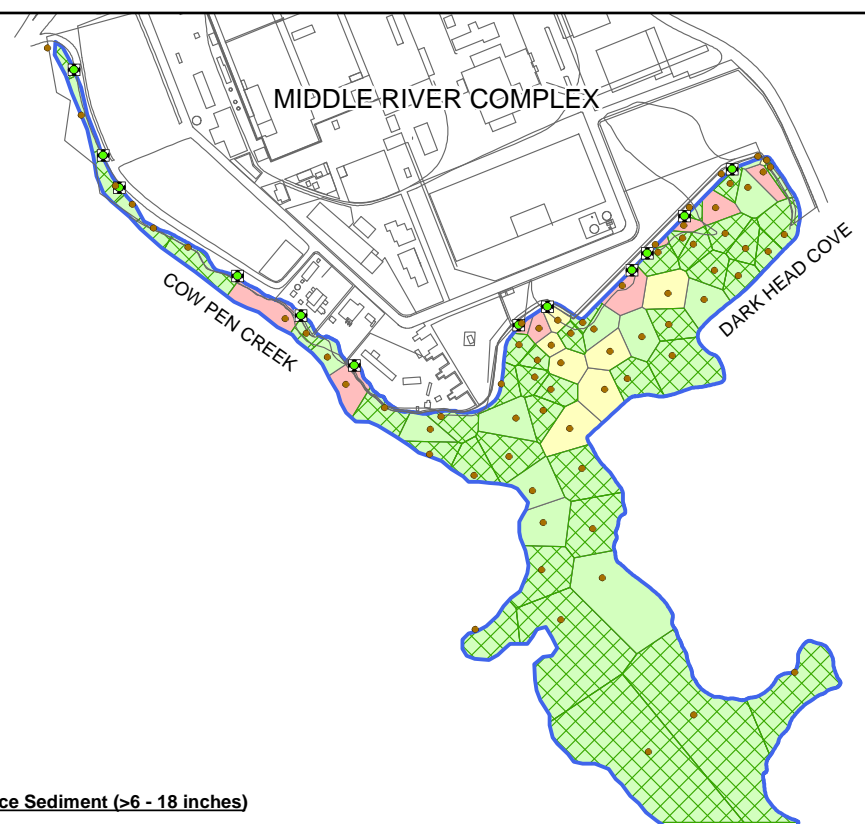 MIDDLE RIVER COMPLEX
COW PEN CREEK
DARK HEAD COVE
ce Sediment (>6 - 18 inches)